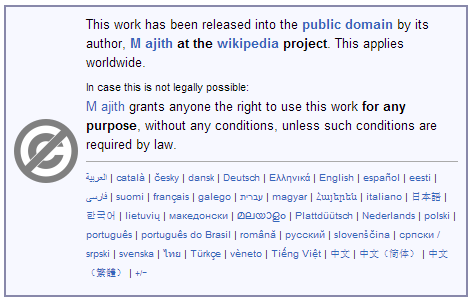 This work has been released into the public domain by its
author, M ajith at the wikipedia project. This applies
worldwide.
In case this is not legally possible:
M ajith grants anyone the right to use this work for any
purpose, without any conditions, unless such conditions are
required by law.
العربية | català | česky | dansk | Deutsch | Ελληνικά | English | español | eesti |
فارسی | suomi | français | galego | עברית | magyar | Հայերեն | italiano | 日本語 |
한국어 | lietuvių | македонски | മലയാളം | Plattdüütsch | Nederlands | polski |
português | português do Brasil | română | русский | slovenščina | српски /
srpski | svenska | ไทย | Türkçe | vèneto | Tiếng Việt | 中文 | 中文（简体） | 中文
（繁體） | +/−